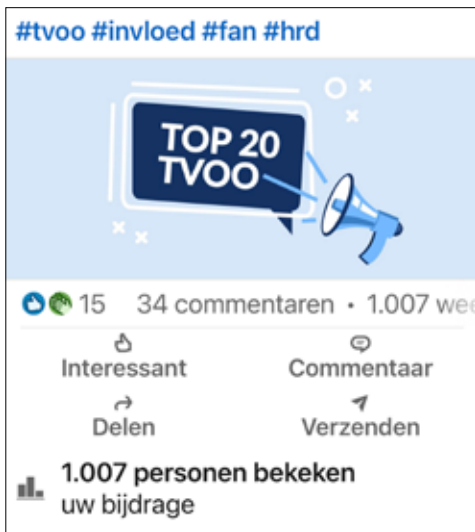 #tvoo #invloed #fan #hrd
TOP 20
TVOO
15 34 commentaren • 1.007
Interessant Commentaar
Delen Verzenden
1.007 personen bekeken
uw bijdrage